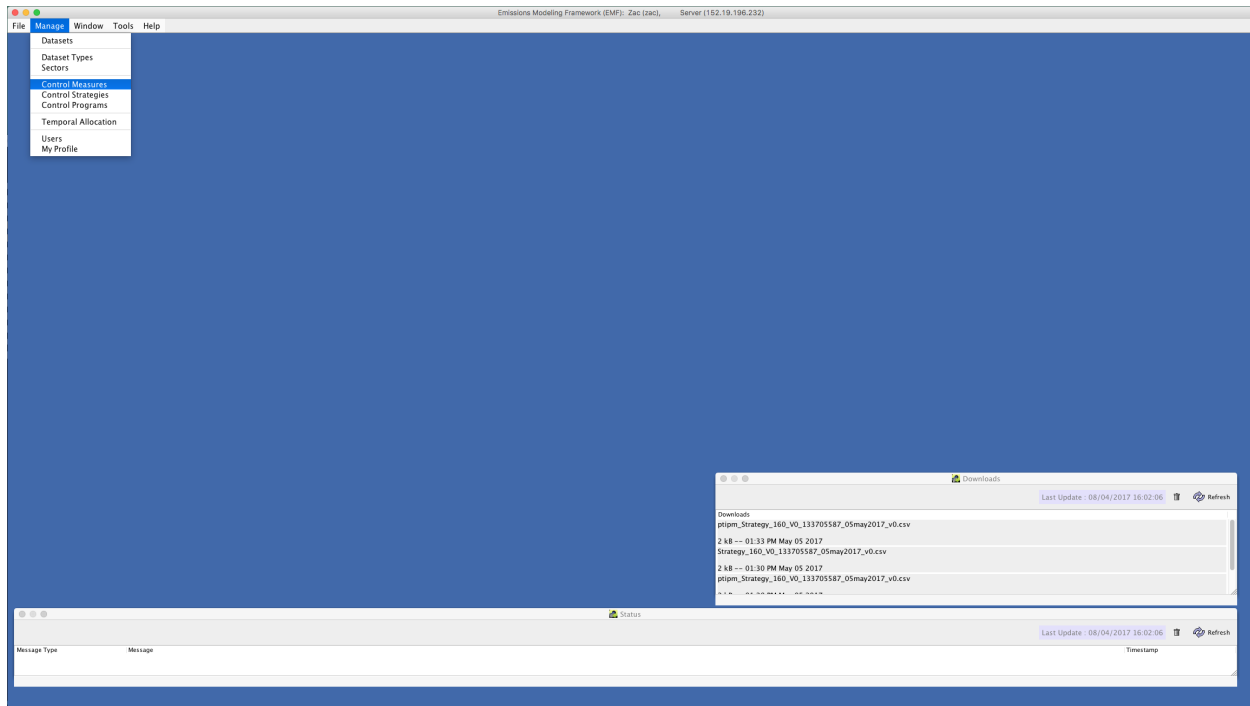 Emissions Modeling Framework (EMF): Zac (zac), Server (152.19.196.232)
File Manage Window Tools Help
Datasets
Dataset Types
Sectors
Control Measures
Control Strategies
Control Programs
Temporal Allocation
Users
My Profile
Downloads
Last Update : 08/04/2017 16:02:06 Refresh
Downloads
ptipm_Strategy_160_V0_133705587_05may2017_v0.csv
2 kB -- 01:33 PM May 05 2017
Strategy_160_V0_133705587_05may2017_v0.csv
2 kB -- 01:30 PM May 05 2017
ptipm_Strategy_160_V0_133705587_05may2017_v0.csv
Status
Last Update : 08/04/2017 16:02:06 Refresh
Message Type Message Timestamp